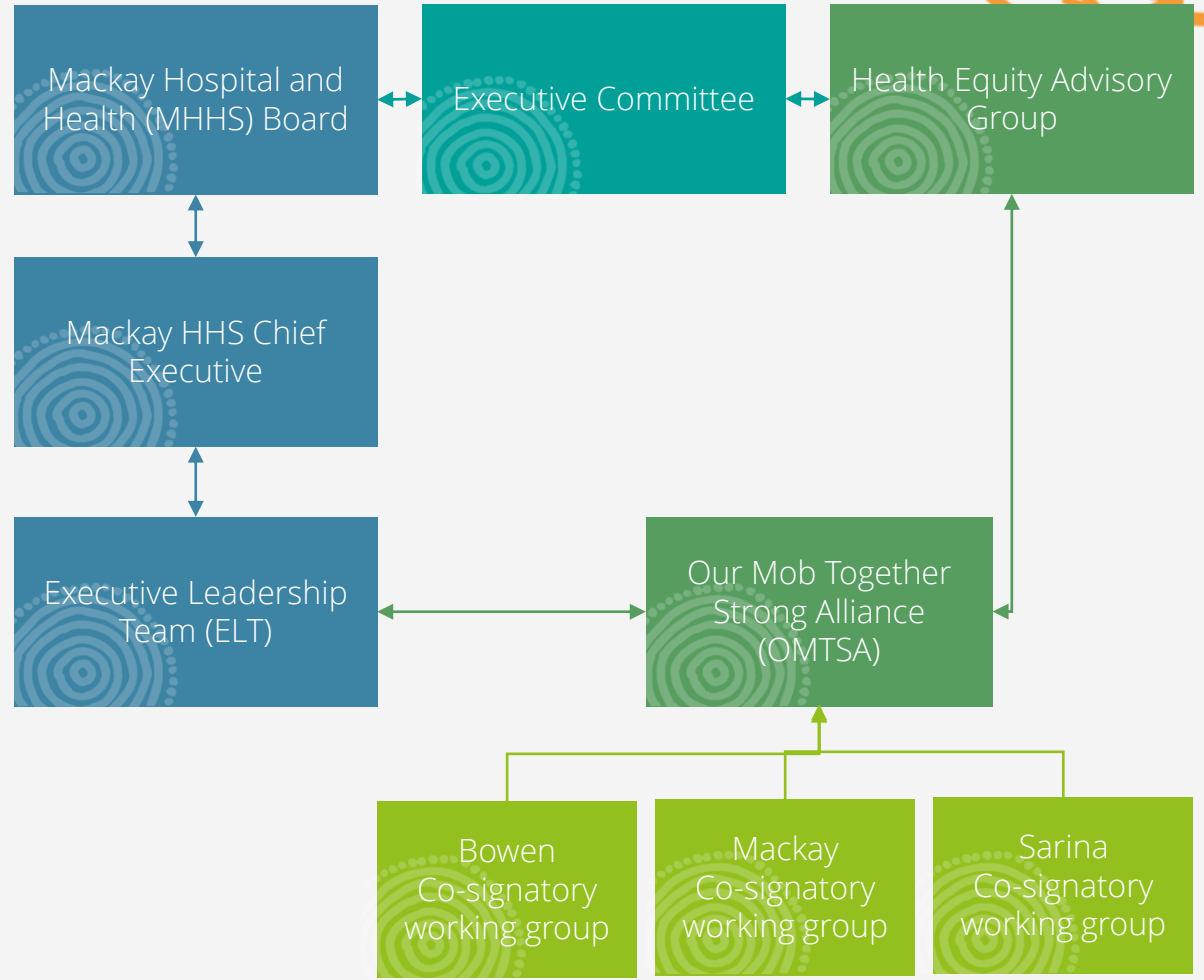 Mackay Hospital and
Health (MHHS) Board
Executive Committee
Health Equity Advisory
Group
Mackay HHS Chief
Executive
Executive Leadership
Team (ELT)
Our Mob Together
Strong Alliance
(OMTSA)
Bowen
Co-signatory
working group
Mackay
Co-signatory
working group
Sarina
Co-signatory
working group